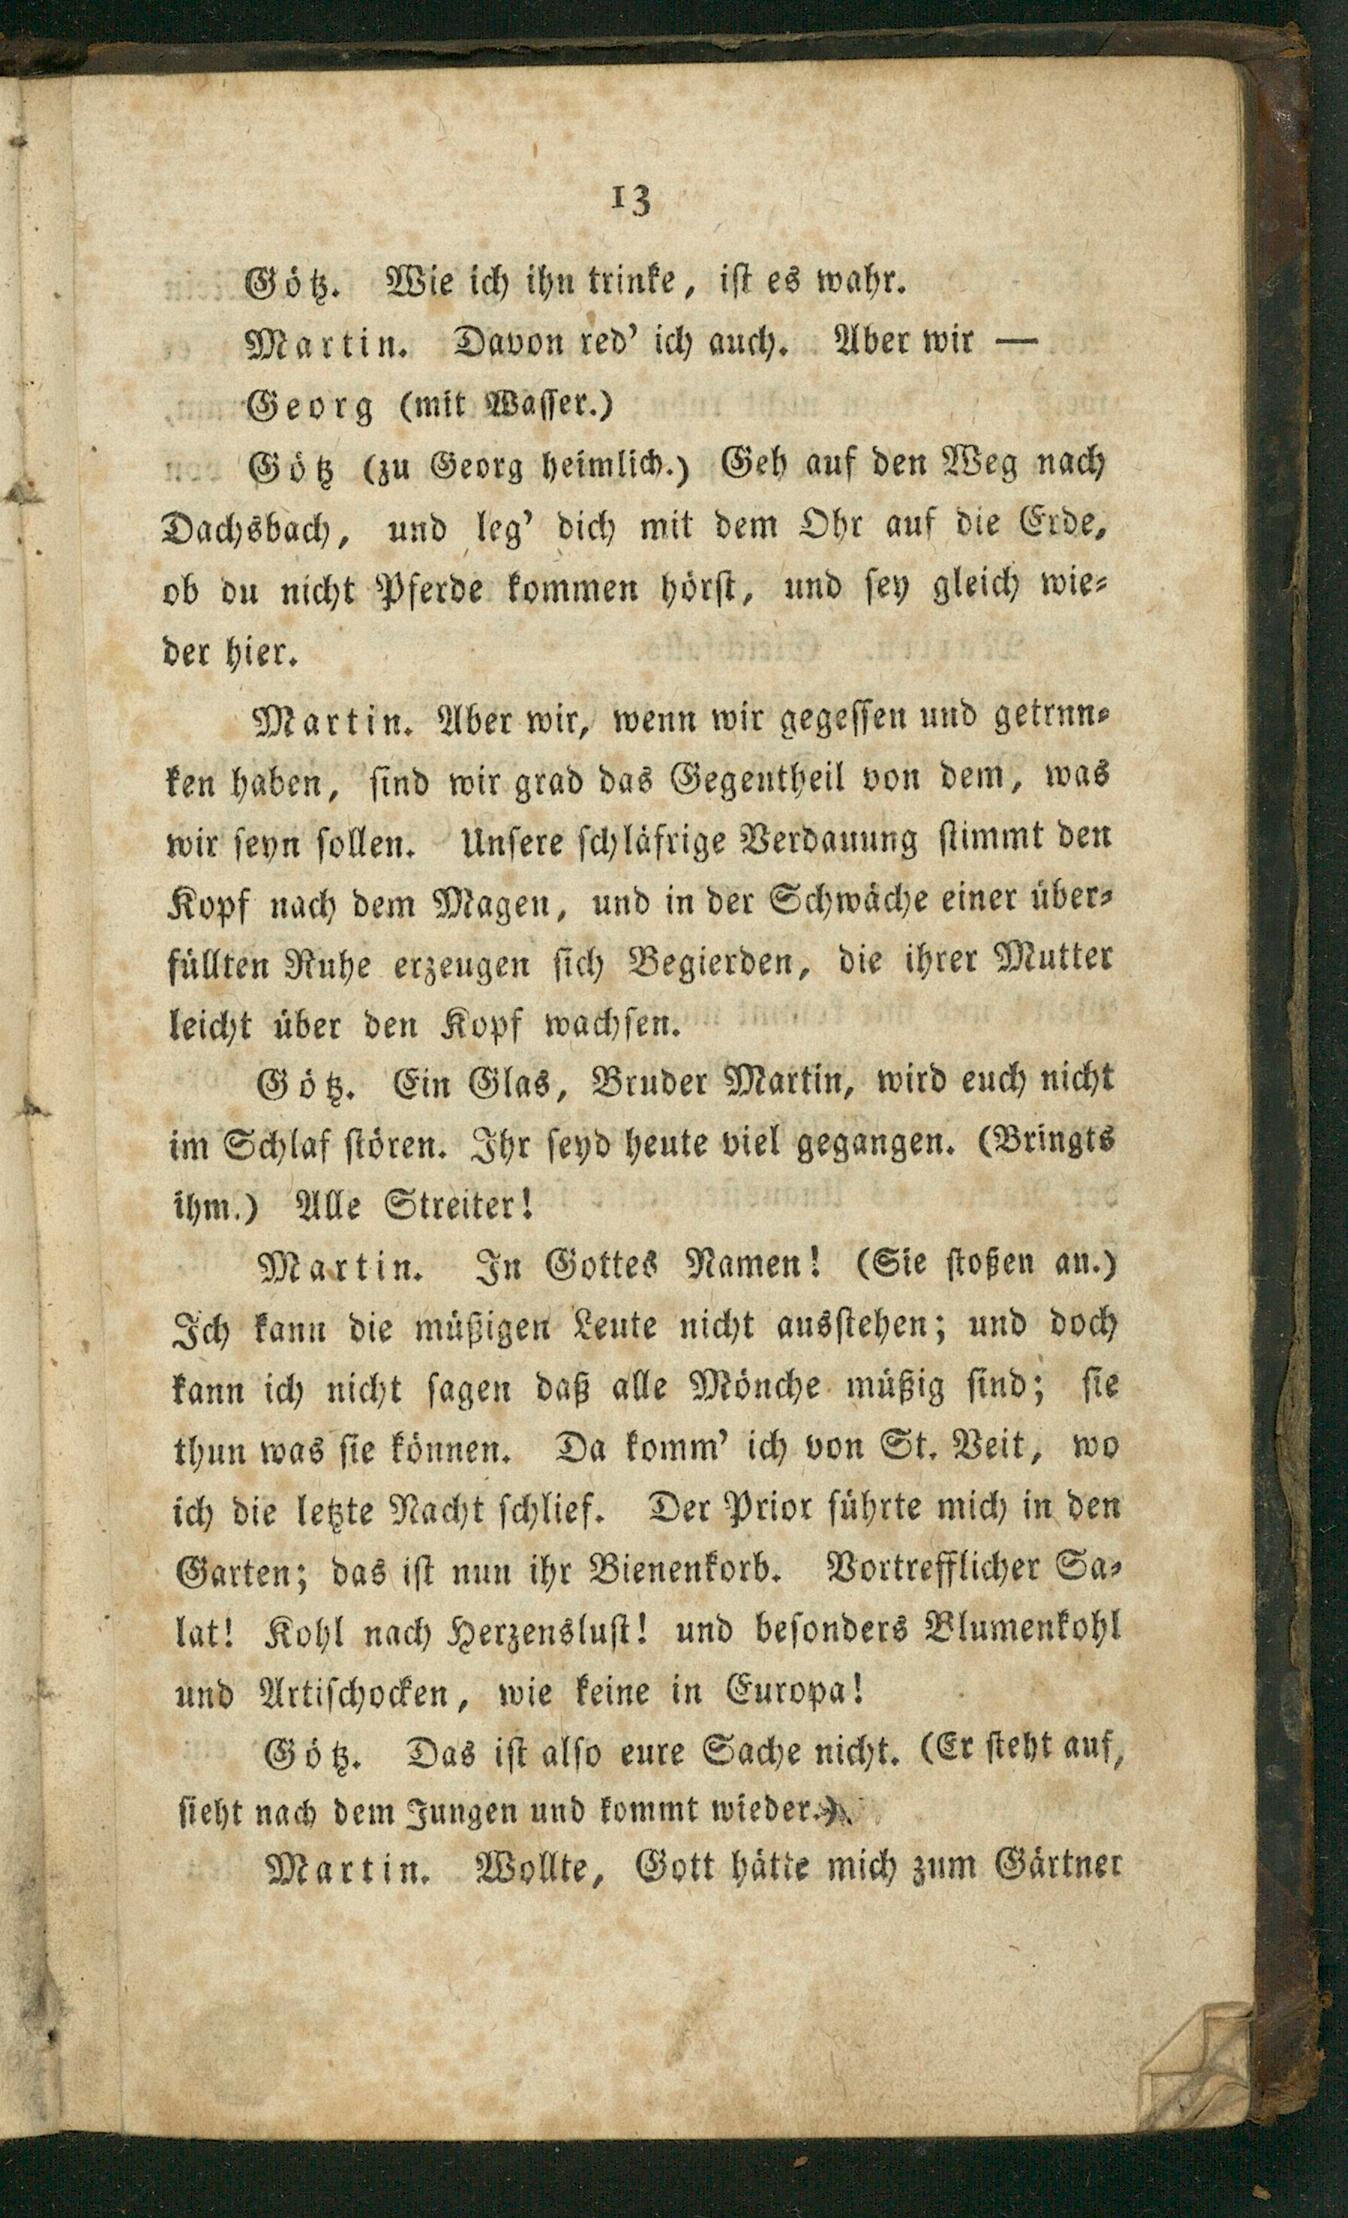 13
Götz. Wie ich ihn trinke, ist es wahr.
Martin. Davon red’ ich auch. Aber wir —
Georg (mit Wasser.)
Götz (zu Georg heimlich.) Geh auf den Weg nach
Dachsbach, und leg’ dich mit dem Ohr auf die Erde,
ob du nicht Pferde kommen hörst, und sey gleich wie-
der hier.
Martin. Aber wir, wenn wir gegessen und getrun-
ken haben, sind wir grad das Gegentheil von dem, was
wir seyn sollen. Unsere schläfrige Verdauung stimmt den
Kopf nach dem Magen, und in der Schwäche einer über-
füllten Ruhe erzeugen sich Begierden, die ihrer Mutter
leicht über den Kopf wachsen.
Götz. Ein Glas, Bruder Martin, wird euch nicht
im Schlaf stören. Ihr seyd heute viel gegangen. (Bringts
ihm.) Alle Streiter!
Martin. In Gottes Namen! (Sie stoßen an.)
Ich kann die müßigen Leute nicht ausstehen; und doch
kann ich nicht sagen daß alle Mönche müßig sind; sie
thun was sie können. Da komm’ ich von St. Veit, wo
ich die letzte Nacht schlief. Der Prior führte mich in den
Garten; das ist nun ihr Bienenkorb. Vortrefflicher Sa-
lat! Kohl nach Herzenslust! und besonders Blumenkohl
und Artischocken, wie keine in Europa!
Götz. Das ist also eure Sache nicht. (Er steht auf,
sieht nach dem Jungen und kommt wieder.)
Martin. Wollte, Gott hätte mich zum Gärtner